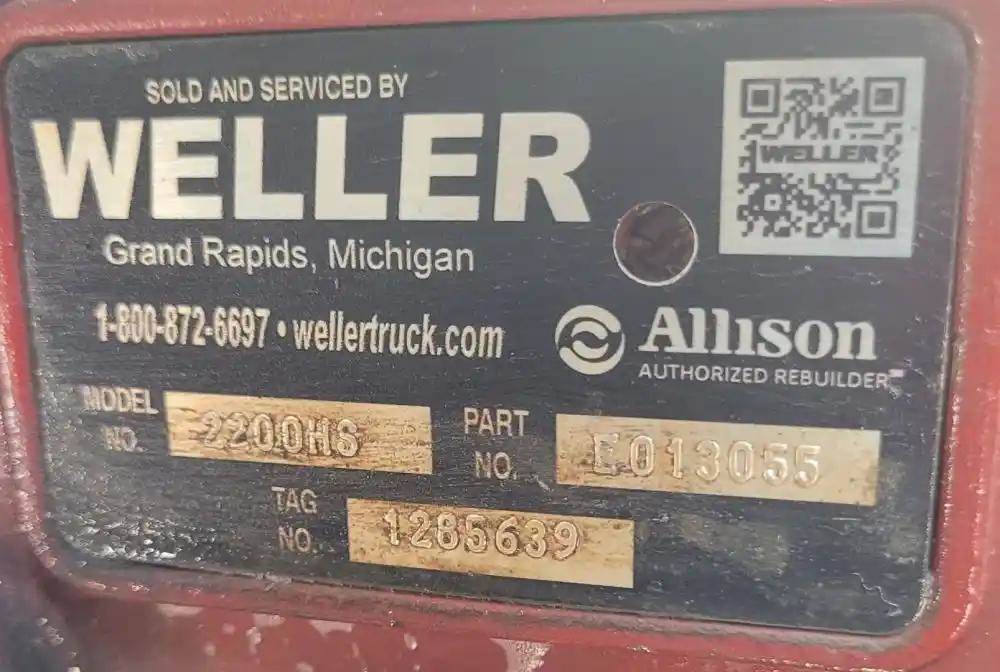 SOLD AND SERVICED BY
WELLER
WELLER
Grand Rapids, Michigan
1-800-872-6697 • wellertruck.com
Allison
AUTHORIZED REBUILDER
MODEL NO. 2200HS
PART NO. E013055
TAG NO. 1285639